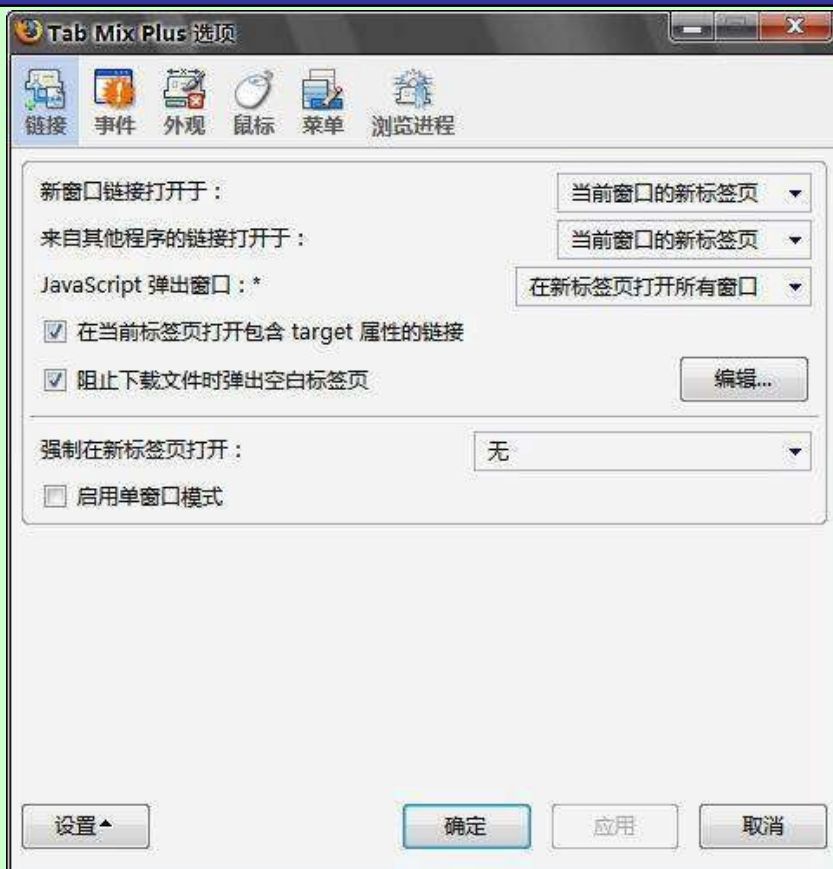 Tab Mix Plus 选项
链接 事件 外观 鼠标 菜单 浏览进程
新窗口链接打开于： 当前窗口的新标签页
来自其他程序的链接打开于： 当前窗口的新标签页
JavaScript 弹出窗口：* 在新标签页打开所有窗口
在当前标签页打开包含 target 属性的链接
阻止下载文件时弹出空白标签页 编辑...
强制在新标签页打开： 无
启用单窗口模式
设置 确定 应用 取消